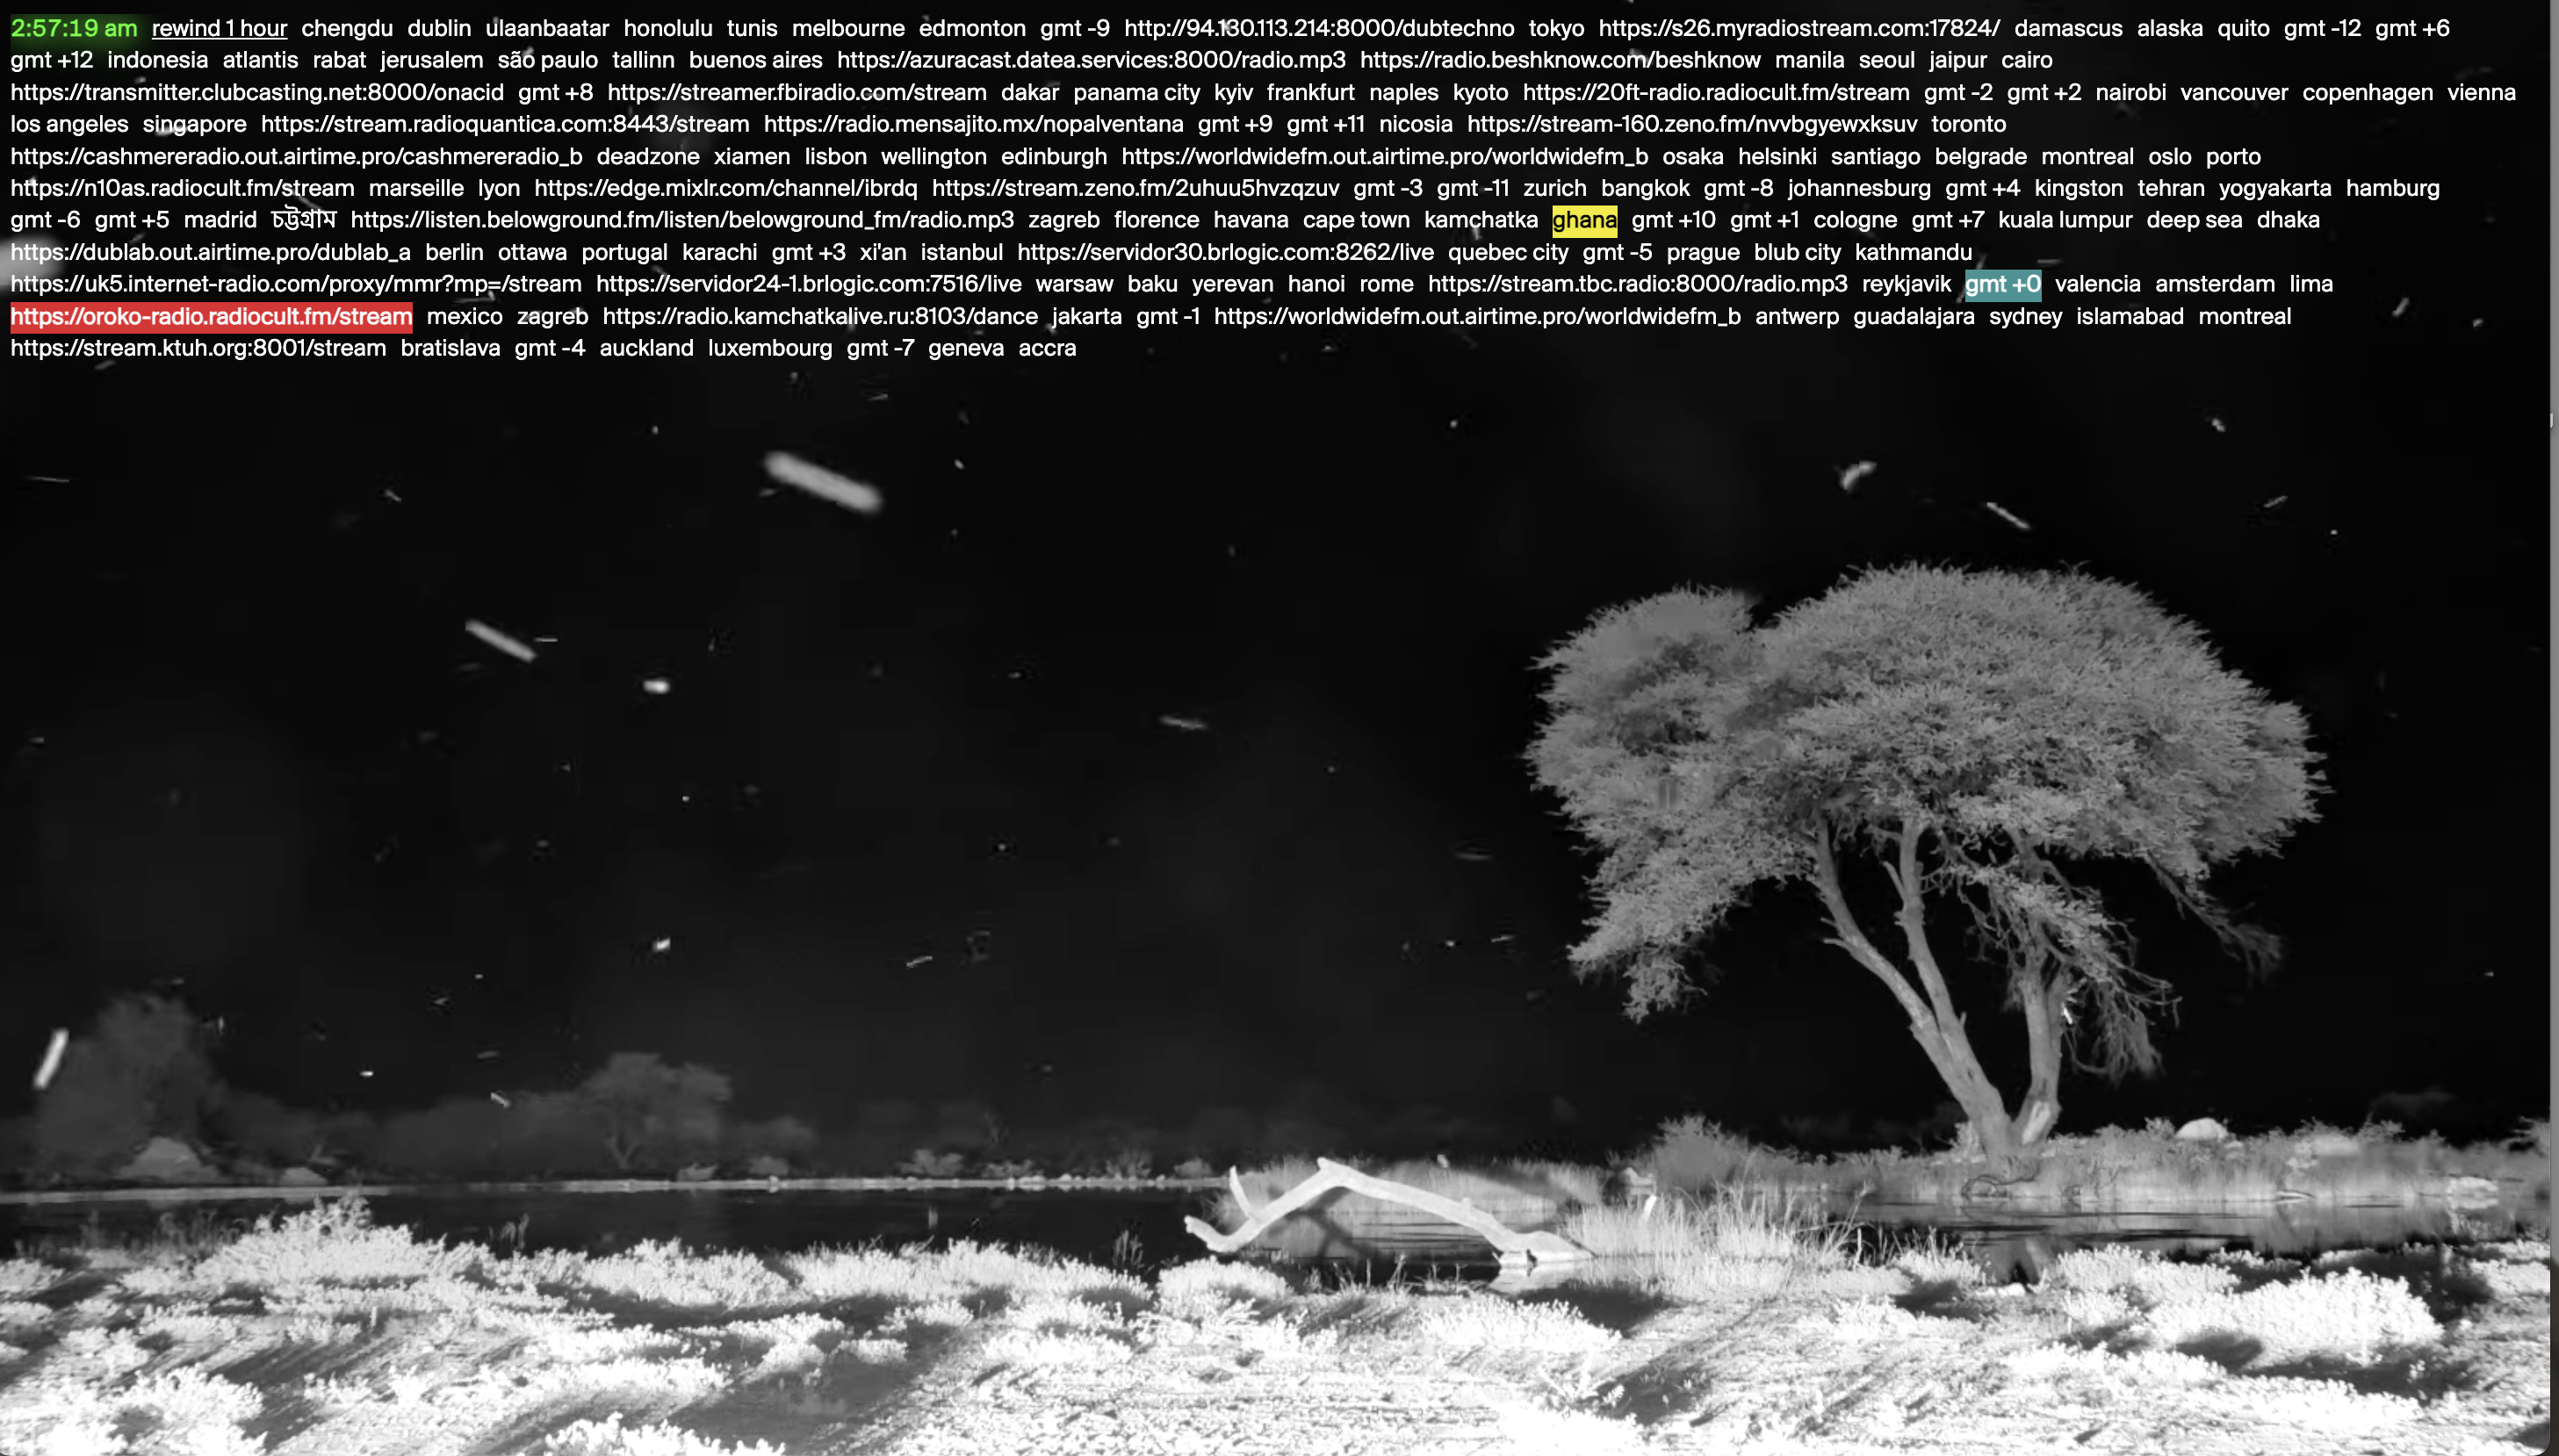 2:57:19 am rewind 1 hour chengdu dublin ulaanbaatar honolulu tunis melbourne edmonton gmt -9 http://94.130.113.214:8000/dubtechno tokyo https://s26.myradiostream.com:17824/ damascus alaska quito gmt -12 gmt +6
gmt +12 indonesia atlantis rabat jerusalem são paulo tallinn buenos aires https://azuracast.datea.services:8000/radio.mp3 https://radio.beshknow.com/beshknow manila seoul jaipur cairo
https://transmitter.clubcasting.net:8000/onacid gmt +8 https://streamer.fbiradio.com/stream dakar panama city kyiv frankfurt naples kyoto https://20ft-radio.radiocult.fm/stream gmt -2 gmt +2 nairobi vancouver copenhagen vienna
los angeles singapore https://stream.radioquantica.com:8443/stream https://radio.mensajito.mx/nopalventana gmt +9 gmt +11 nicosia https://stream-160.zeno.fm/nvvbgyewxksuv toronto
https://cashmereradio.out.airtime.pro/cashmereradio_b deadzone xiamen lisbon wellington edinburgh https://worldwidefm.out.airtime.pro/worldwidefm_b osaka helsinki santiago belgrade montreal oslo porto
https://n10as.radiocult.fm/stream marseille lyon https://edge.mixlr.com/channel/ibrdq https://stream.zeno.fm/2uhuu5hvzqzuv gmt -3 gmt -11 zurich bangkok gmt -8 johannesburg gmt +4 kingston tehran yogyakarta hamburg
gmt -6 gmt +5 madrid চট্টগ্রাম https://listen.belowground.fm/listen/belowground_fm/radio.mp3 zagreb florence havana cape town kamchatka ghana gmt +10 gmt +1 cologne gmt +7 kuala lumpur deep sea dhaka
https://dublab.out.airtime.pro/dublab_a berlin ottawa portugal karachi gmt +3 xi'an istanbul https://servidor30.brlogic.com:8262/live quebec city gmt -5 prague blub city kathmandu
https://uk5.internet-radio.com/proxy/mmr?mp=/stream https://servidor24-1.brlogic.com:7516/live warsaw baku yerevan hanoi rome https://stream.tbc.radio:8000/radio.mp3 reykjavik gmt +0 valencia amsterdam lima
https://oroko-radio.radiocult.fm/stream mexico zagreb https://radio.kamchatkalive.ru:8103/dance jakarta gmt -1 https://worldwidefm.out.airtime.pro/worldwidefm_b antwerp guadalajara sydney islamabad montreal
https://stream.ktuh.org:8001/stream bratislava gmt -4 auckland luxembourg gmt -7 geneva accra